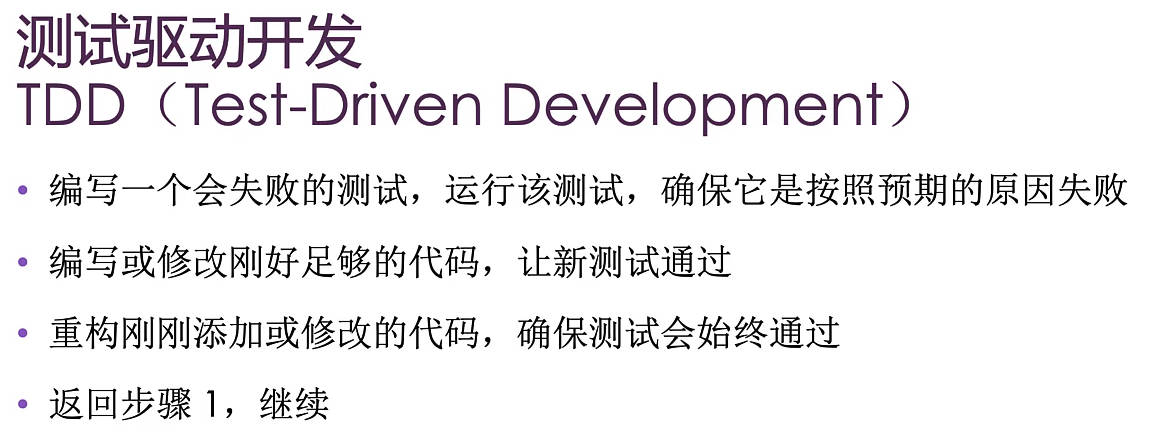 测试驱动开发
TDD（Test-Driven Development）
• 编写一个会失败的测试，运行该测试，确保它是按照预期的原因失败
• 编写或修改刚好足够的代码，让新测试通过
• 重构刚刚添加或修改的代码，确保测试会始终通过
• 返回步骤 1，继续